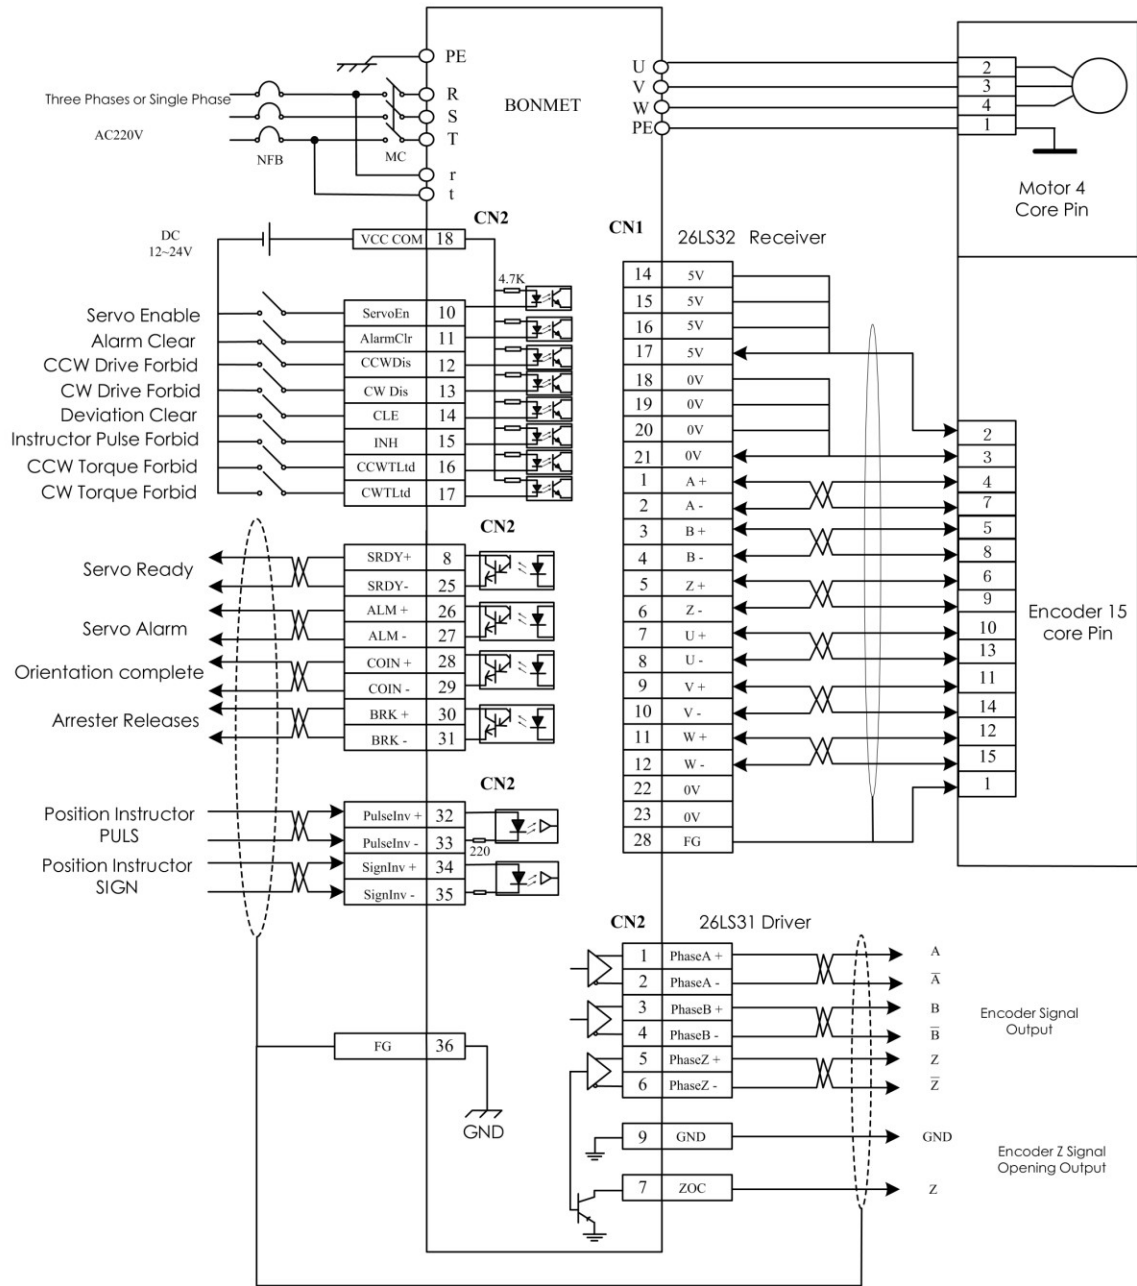 PE
Three Phases or Single Phase
AC220V
NFB
MC
R
S
T
r
t
BONMET
U
V
W
PE
2
3
4
1
Motor 4
Core Pin
CN2
DC
12~24V
VCC COM 18
4.7K
Servo Enable ServoEn 10
Alarm Clear AlarmClr 11
CCW Drive Forbid CCWDis 12
CW Drive Forbid CW Dis 13
Deviation Clear CLE 14
Instructor Pulse Forbid INH 15
CCW Torque Forbid CCWTLtd 16
CW Torque Forbid CWTLtd 17
CN2
Servo Ready
SRDY+ 8
SRDY- 25
Servo Alarm
ALM + 26
ALM - 27
Orientation complete
COIN + 28
COIN - 29
Arrester Releases
BRK + 30
BRK - 31
CN2
Position Instructor
PULS
PulseInv + 32
PulseInv - 33
220
Position Instructor
SIGN
SignInv + 34
SignInv - 35
FG 36
GND
CN1
26LS32 Receiver
14 5V
15 5V
16 5V
17 5V
18 0V
19 0V
20 0V
21 0V
1 A +
2 A -
3 B +
4 B -
5 Z +
6 Z -
7 U +
8 U -
9 V +
10 V -
11 W +
12 W -
22 0V
23 0V
28 FG
2
3
4
7
5
8
6
9
10
13
11
14
12
15
1
Encoder 15
core Pin
CN2
26LS31 Driver
1 PhaseA + A
2 PhaseA - A̅
3 PhaseB + B
4 PhaseB - B̅
5 PhaseZ + Z
6 PhaseZ - Z̅
Encoder Signal
Output
9 GND GND
7 ZOC Z
Encoder Z Signal
Opening Output